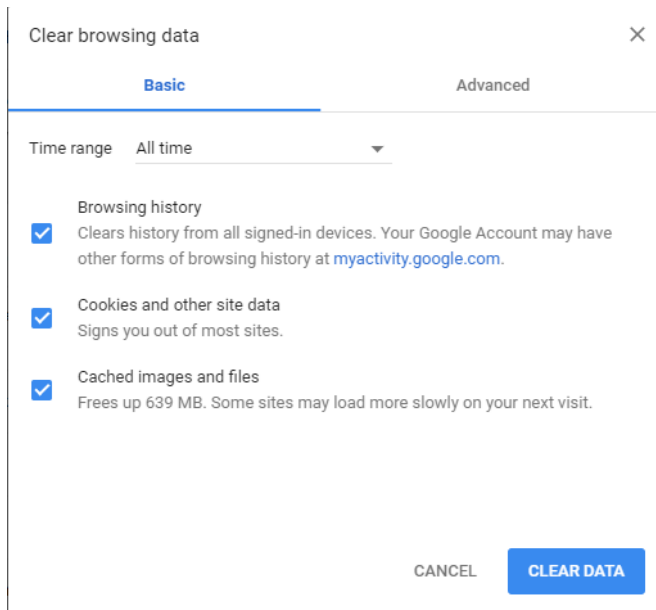 Clear browsing data
Basic
Advanced
Time range All time
Browsing history
Clears history from all signed-in devices. Your Google Account may have
other forms of browsing history at myactivity.google.com.
Cookies and other site data
Signs you out of most sites.
Cached images and files
Frees up 639 MB. Some sites may load more slowly on your next visit.
CANCEL
CLEAR DATA